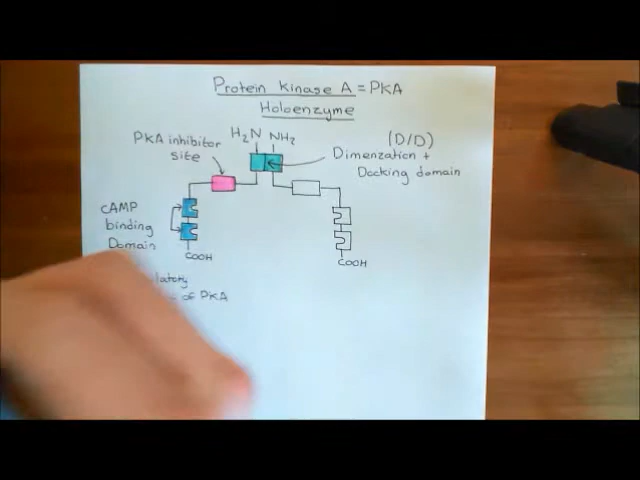 Protein Kinase A = PKA
Holoenzyme
H₂N NH₂
PKA inhibitor
site
(D/D)
Dimerization +
Docking domain
cAMP
binding
Domain
COOH
COOH
of PKA